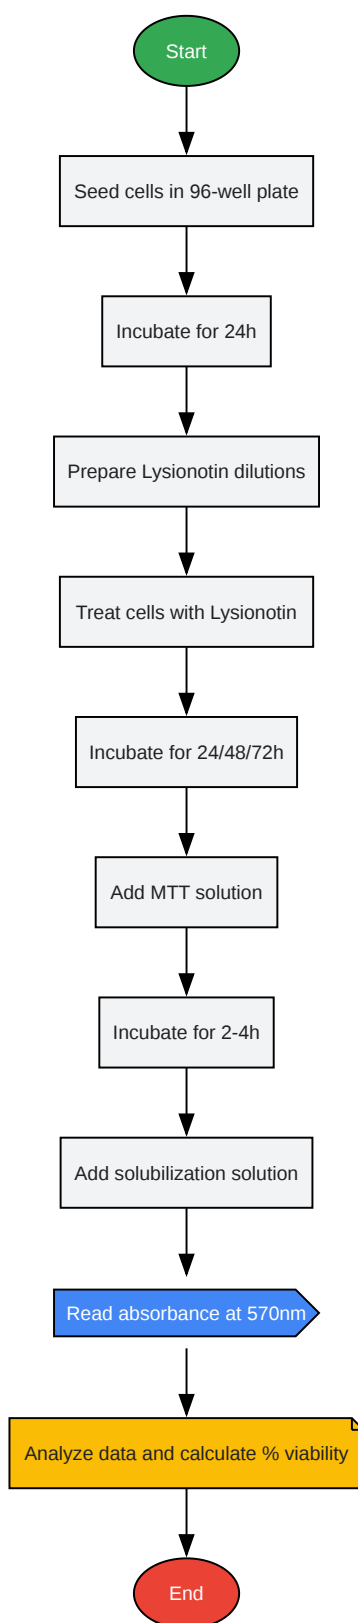 Start
Seed cells in 96-well plate
Incubate for 24h
Prepare Lysionotin dilutions
Treat cells with Lysionotin
Incubate for 24/48/72h
Add MTT solution
Incubate for 2-4h
Add solubilization solution
Read absorbance at 570nm
Analyze data and calculate % viability
End